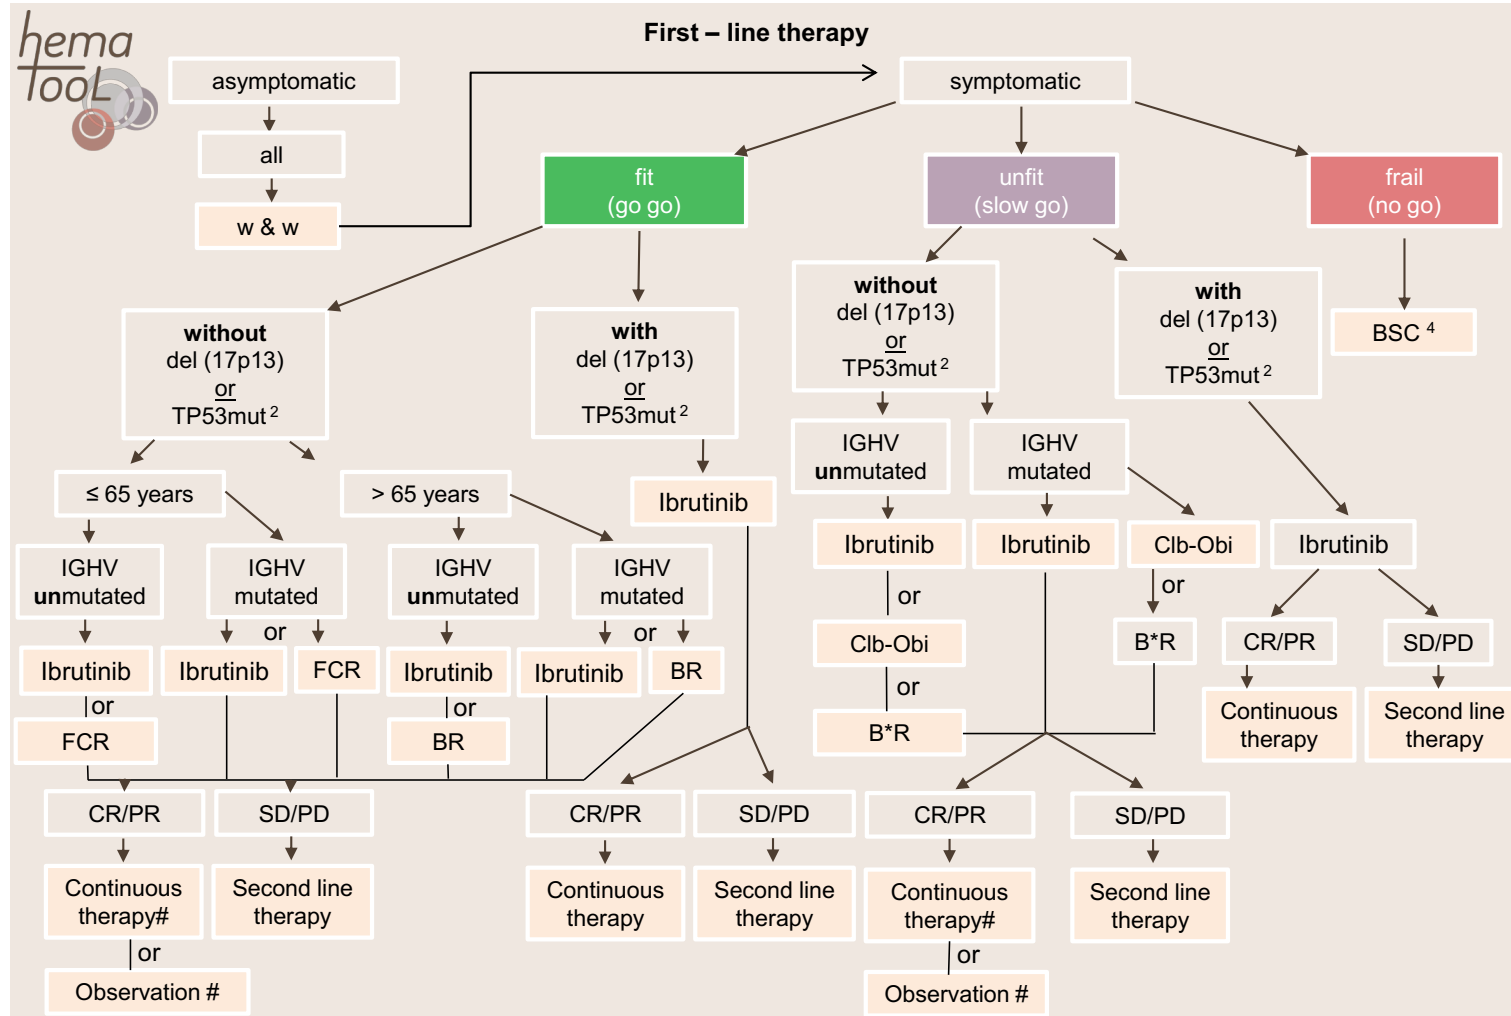 hema
TooL
First – line therapy
asymptomatic
symptomatic
all
w & w
fit
(go go)
unfit
(slow go)
frail
(no go)
without
del (17p13)
or
TP53mut 2
with
del (17p13)
or
TP53mut 2
without
del (17p13)
or
TP53mut 2
with
del (17p13)
or
TP53mut 2
BSC 4
≤ 65 years
> 65 years
Ibrutinib
IGHV
unmutated
IGHV
mutated
IGHV
unmutated
IGHV
mutated
IGHV
unmutated
IGHV
mutated
Ibrutinib
or
FCR
Ibrutinib
or
FCR
Ibrutinib
or
BR
Ibrutinib
or
BR
Ibrutinib
or
Clb-Obi
or
B*R
Ibrutinib
Clb-Obi
or
B*R
Ibrutinib
CR/PR
SD/PD
Continuous
therapy
Second line
therapy
CR/PR
SD/PD
Continuous
therapy#
or
Observation #
Second line
therapy
CR/PR
SD/PD
Continuous
therapy
Second line
therapy
CR/PR
SD/PD
Continuous
therapy#
or
Observation #
Second line
therapy